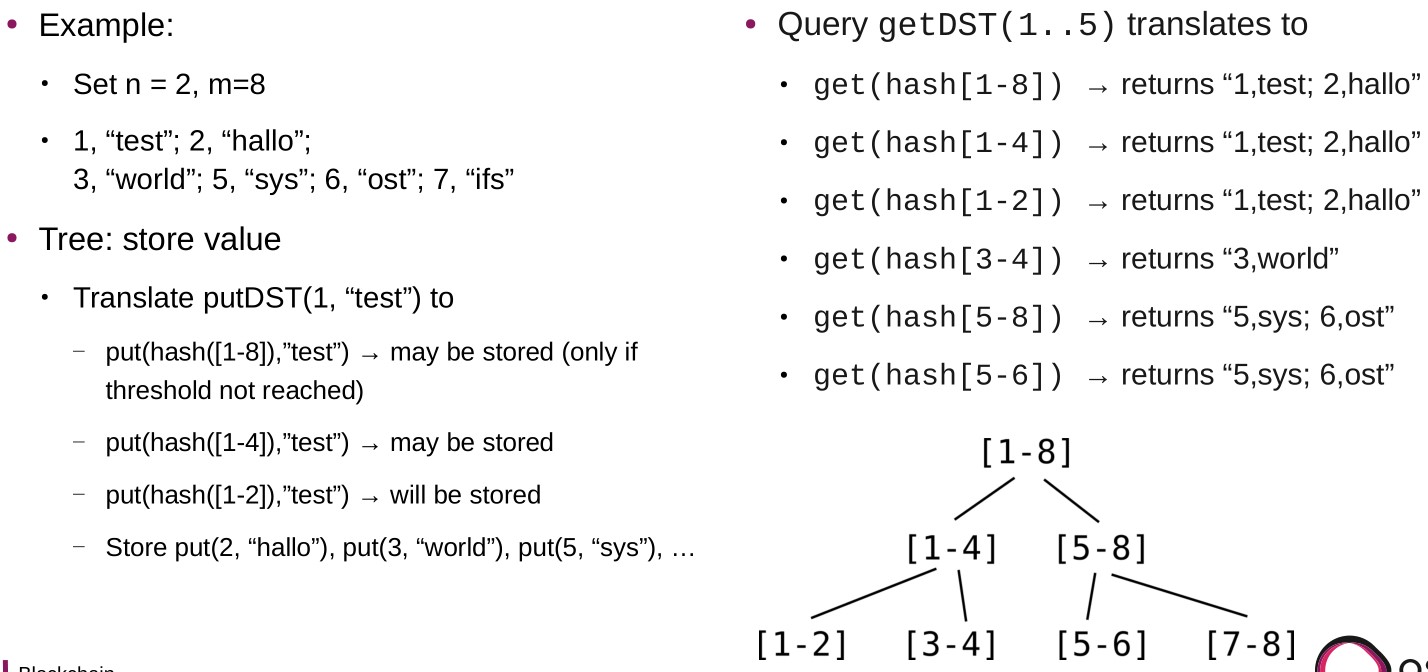 • Example:
• Set n = 2, m=8
• 1, “test”; 2, “hallo”;
3, “world”; 5, “sys”; 6, “ost”; 7, “ifs”
• Tree: store value
• Translate putDST(1, “test”) to
– put(hash([1-8]),”test”) → may be stored (only if
threshold not reached)
– put(hash([1-4]),”test”) → may be stored
– put(hash([1-2]),”test”) → will be stored
– Store put(2, “hallo”), put(3, “world”), put(5, “sys”), …
• Query getDST(1..5) translates to
• get(hash[1-8]) → returns “1,test; 2,hallo”
• get(hash[1-4]) → returns “1,test; 2,hallo”
• get(hash[1-2]) → returns “1,test; 2,hallo”
• get(hash[3-4]) → returns “3,world”
• get(hash[5-8]) → returns “5,sys; 6,ost”
• get(hash[5-6]) → returns “5,sys; 6,ost”
[1-8]
[1-4] [5-8]
[1-2] [3-4] [5-6] [7-8]
Blockchain